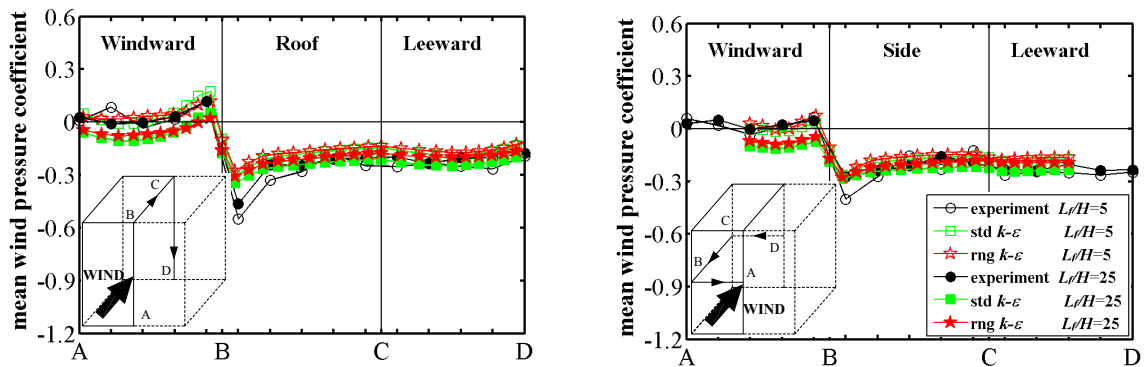 mean wind pressure coefficient
0.6
0.3
0
-0.3
-0.6
-0.9
-1.2
Windward
Roof
Leeward
C
B
D
WIND
A
A
B
C
D
mean wind pressure coefficient
0.6
0.3
0
-0.3
-0.6
-0.9
-1.2
Windward
Side
Leeward
C
D
B
A
WIND
experiment Lf/H=5
std k-ε Lf/H=5
rng k-ε Lf/H=5
experiment Lf/H=25
std k-ε Lf/H=25
rng k-ε Lf/H=25
A
B
C
D